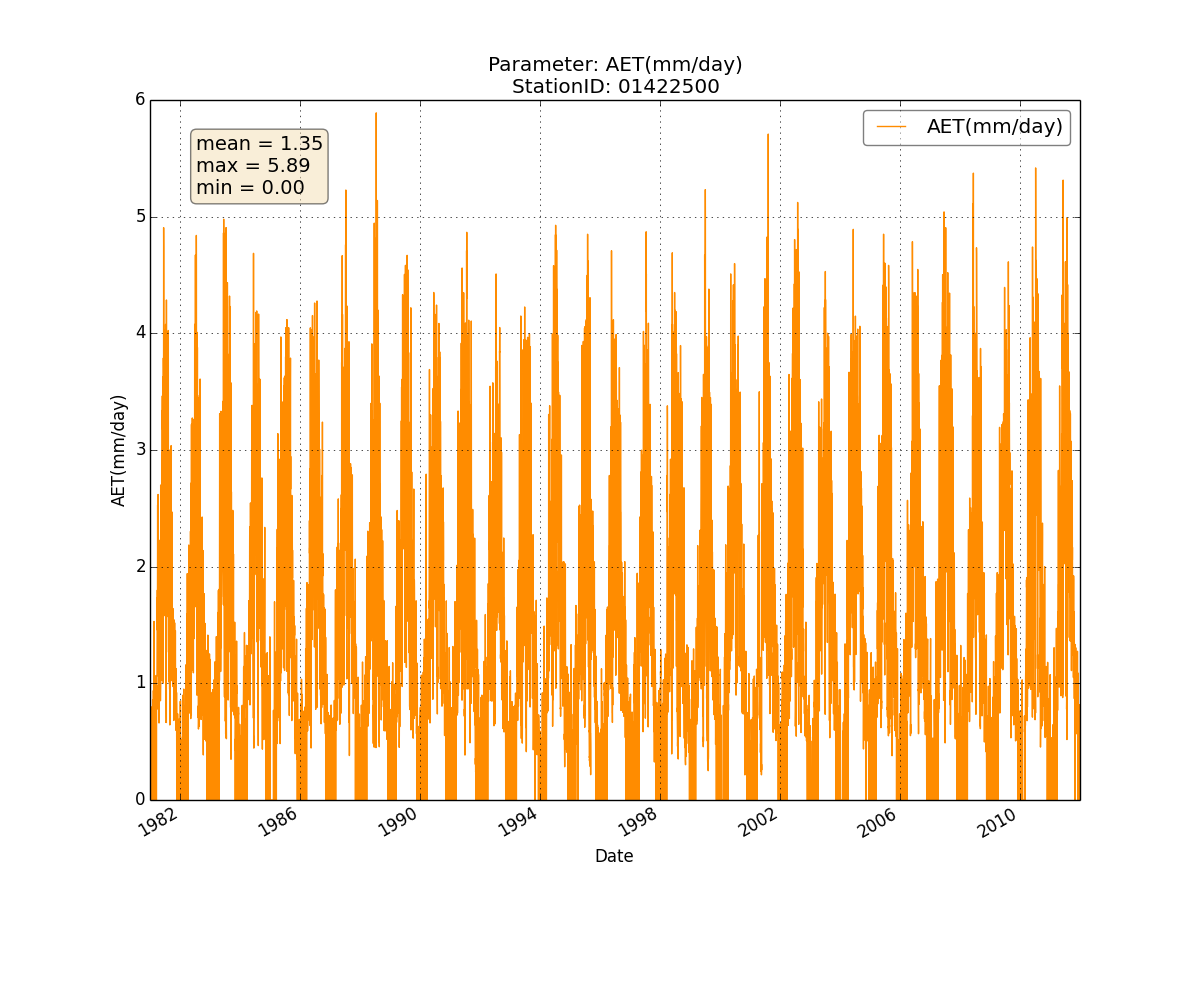 Parameter: AET(mm/day)
StationID: 01422500
6
5
4
3
2
1
0
AET(mm/day)
mean = 1.35
max = 5.89
min = 0.00
AET(mm/day)
1982
1986
1990
1994
1998
2002
2006
2010
Date